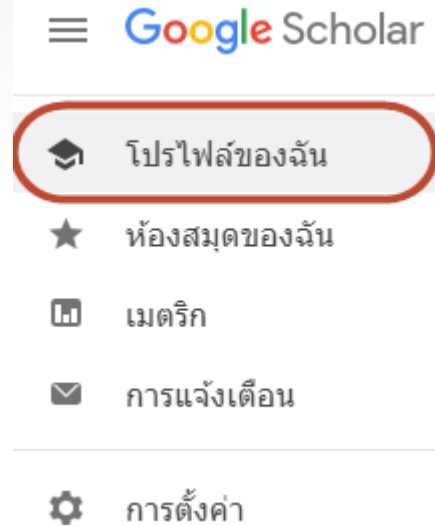 Google Scholar
โปรไฟล์ของฉัน
ห้องสมุดของฉัน
เมตริก
การแจ้งเตือน
การตั้งค่า